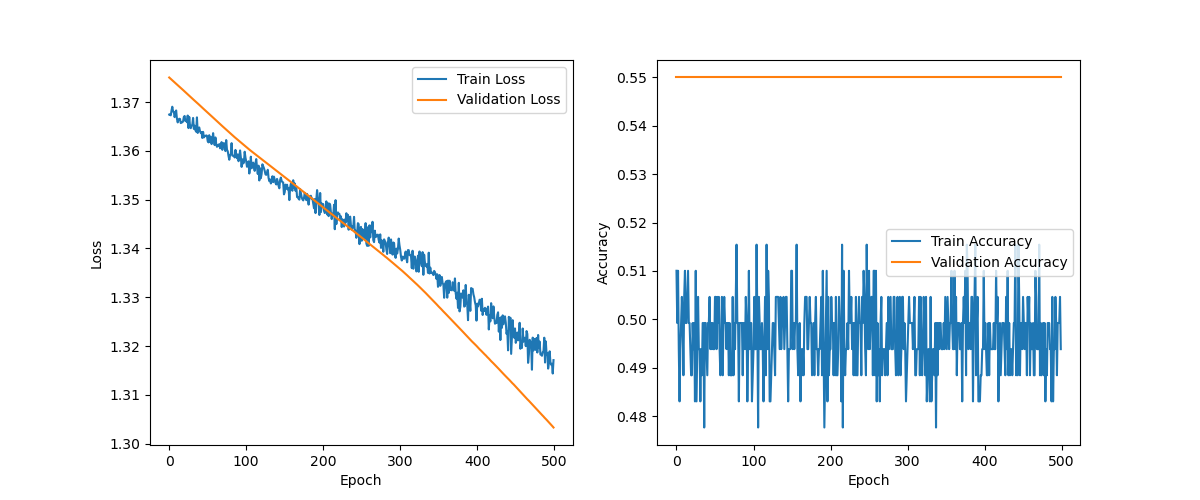 Train Loss
Validation Loss
1.37
1.36
1.35
1.34
1.33
1.32
1.31
1.30
Loss
0 100 200 300 400 500
Epoch
0.55
0.54
0.53
0.52
0.51
0.50
0.49
0.48
Accuracy
Train Accuracy
Validation Accuracy
0 100 200 300 400 500
Epoch